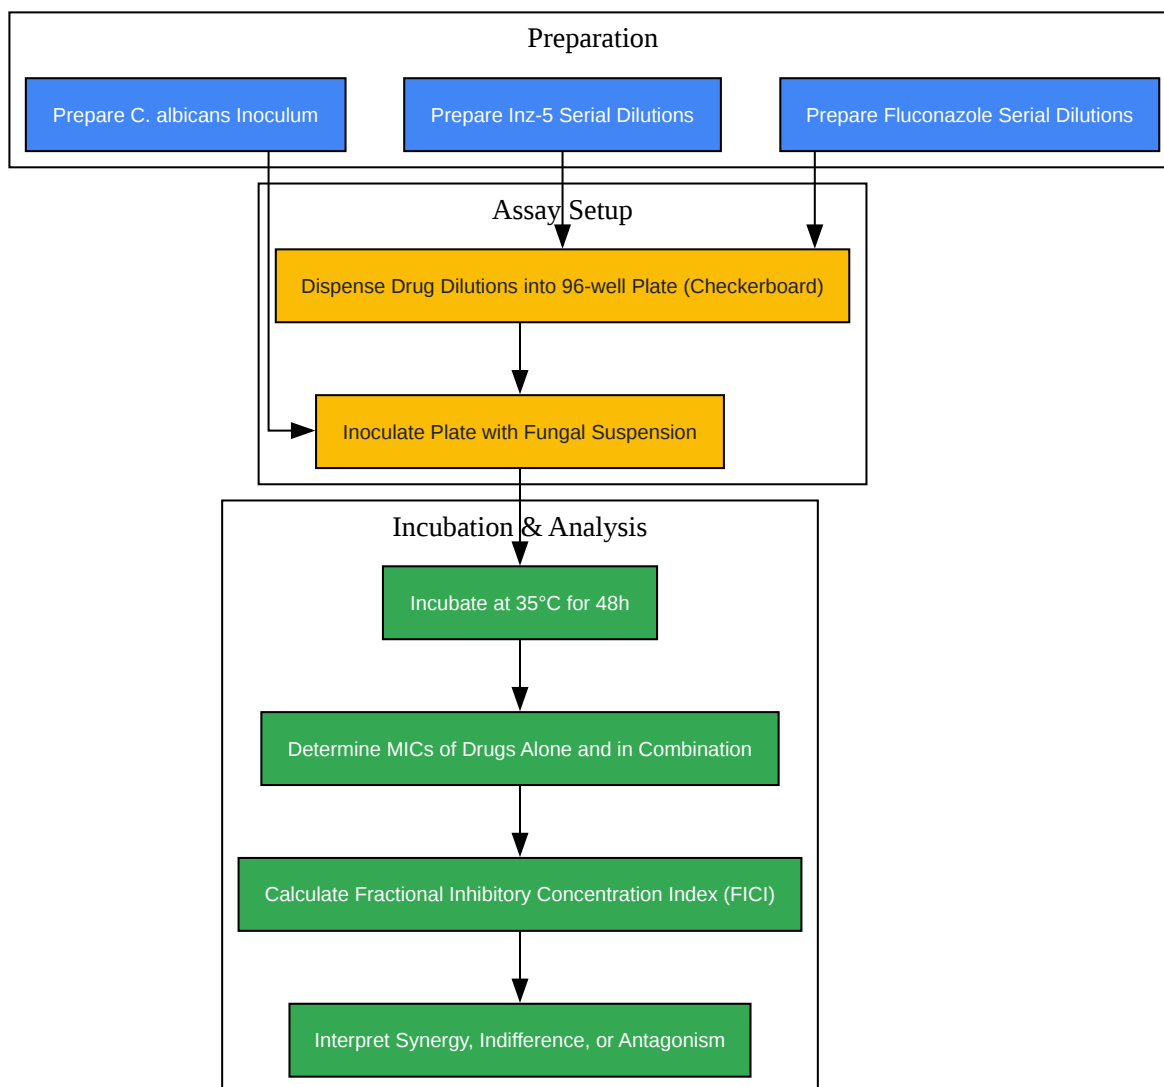 Preparation
Prepare C. albicans Inoculum
Prepare Inz-5 Serial Dilutions
Prepare Fluconazole Serial Dilutions
Assay Setup
Dispense Drug Dilutions into 96-well Plate (Checkerboard)
Inoculate Plate with Fungal Suspension
Incubation & Analysis
Incubate at 35°C for 48h
Determine MICs of Drugs Alone and in Combination
Calculate Fractional Inhibitory Concentration Index (FICI)
Interpret Synergy, Indifference, or Antagonism